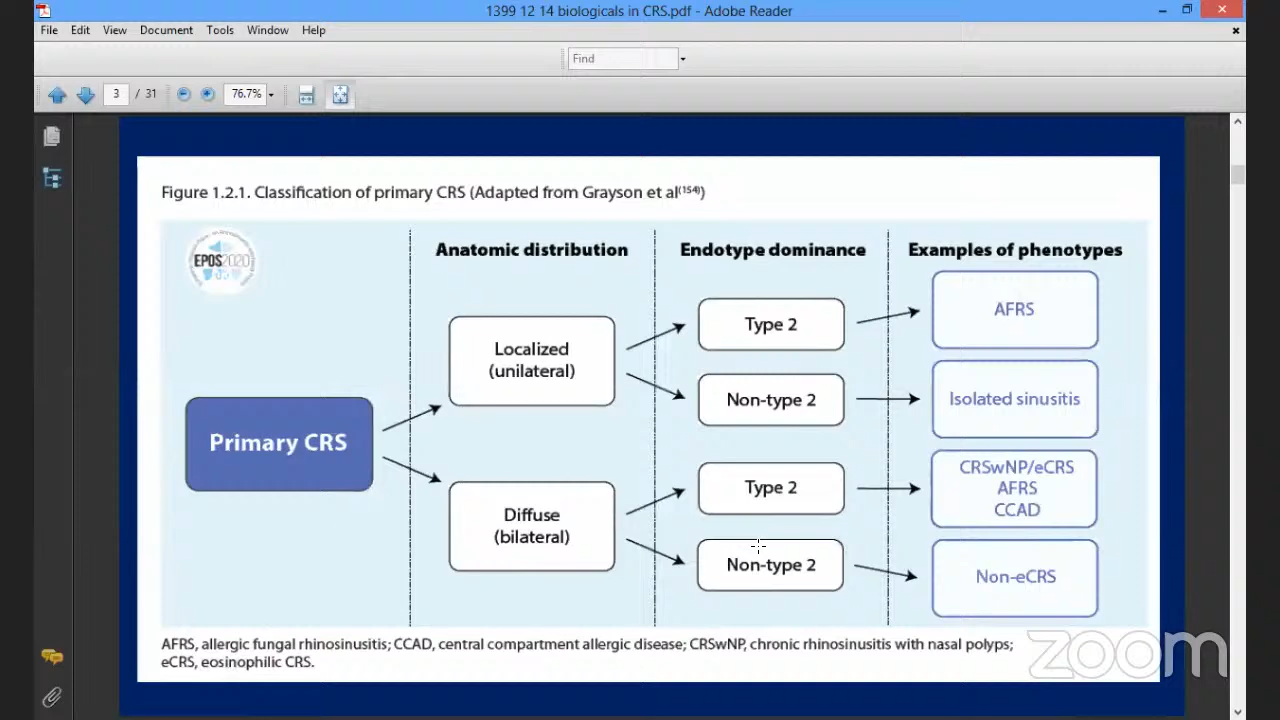 1399 12 14 biologicals in CRS.pdf - Adobe Reader
File Edit View Document Tools Window Help
Find
3 / 31 76.7%
Figure 1.2.1. Classification of primary CRS (Adapted from Grayson et al(154))
EPOS2020
Anatomic distribution
Endotype dominance
Examples of phenotypes
Primary CRS
Localized
(unilateral)
Diffuse
(bilateral)
Type 2
Non-type 2
Type 2
Non-type 2
AFRS
Isolated sinusitis
CRSwNP/eCRS
AFRS
CCAD
Non-eCRS
AFRS, allergic fungal rhinosinusitis; CCAD, central compartment allergic disease; CRSwNP, chronic rhinosinusitis with nasal polyps;
eCRS, eosinophilic CRS.
zoom